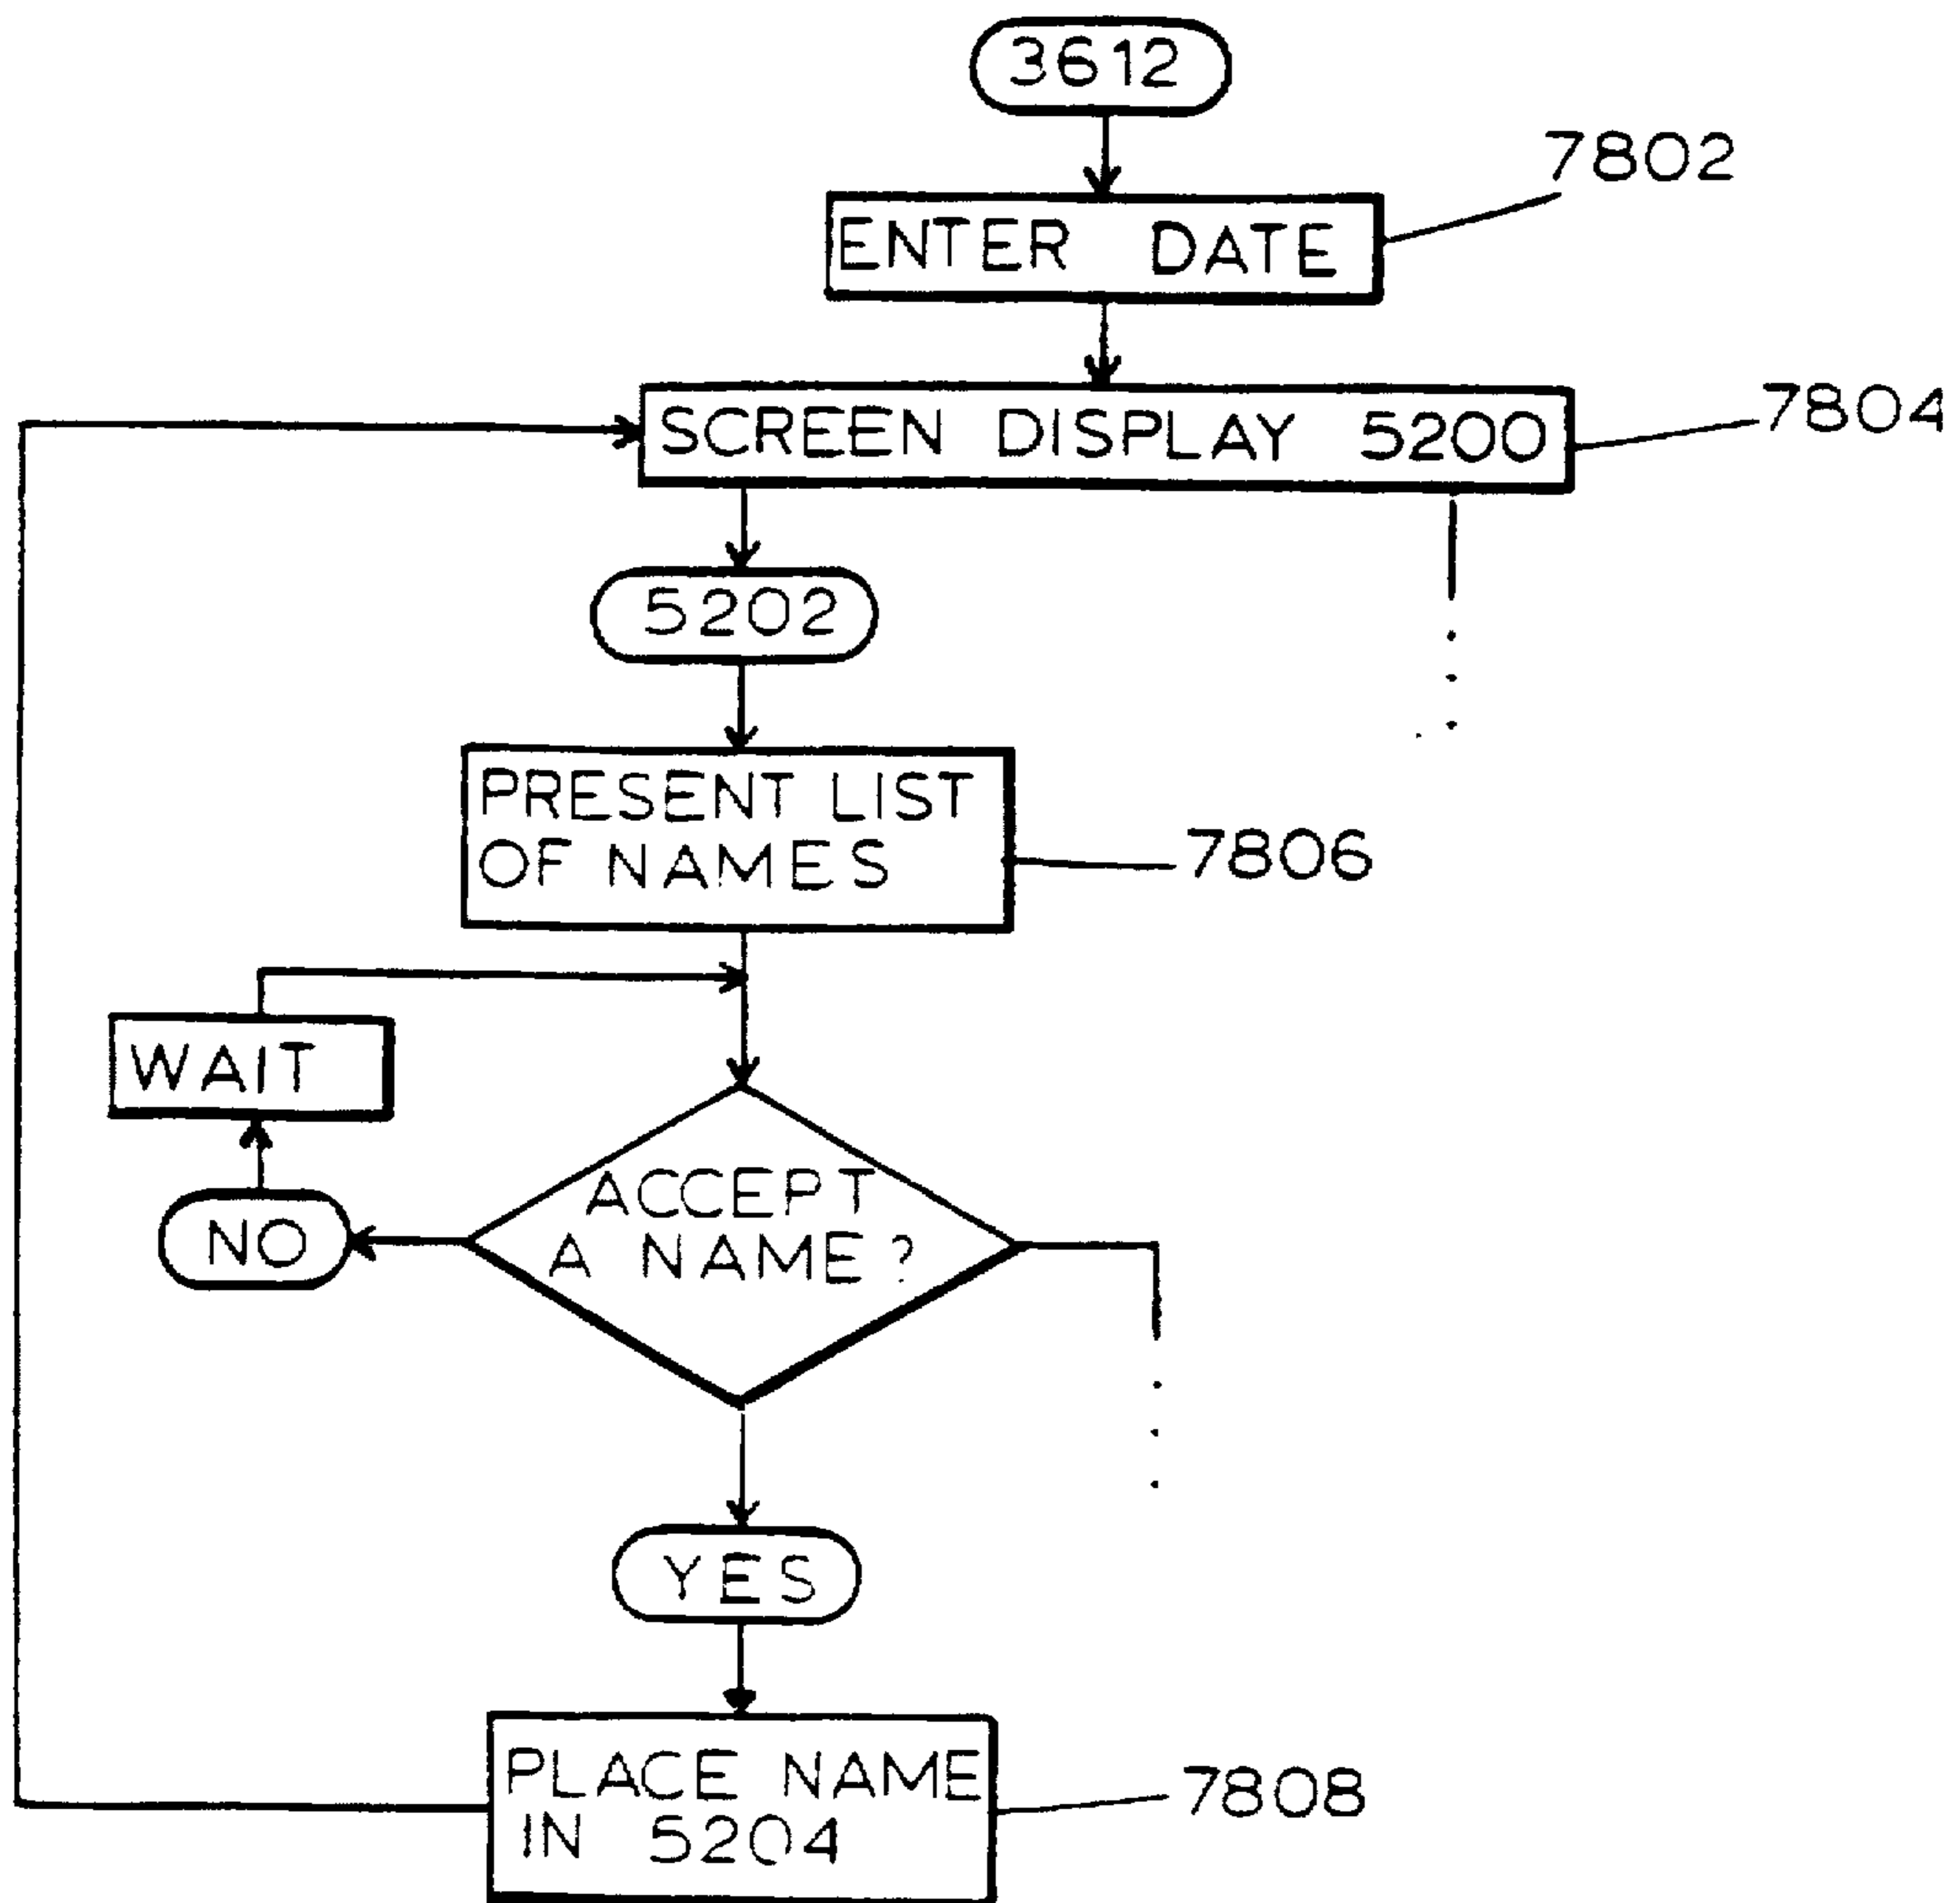 3612
7802
ENTER DATE
SCREEN DISPLAY 5200
7804
5202
PRESENT LIST
OF NAMES
7806
WAIT
ACCEPT
A NAME?
NO
YES
PLACE NAME
IN 5204
7808